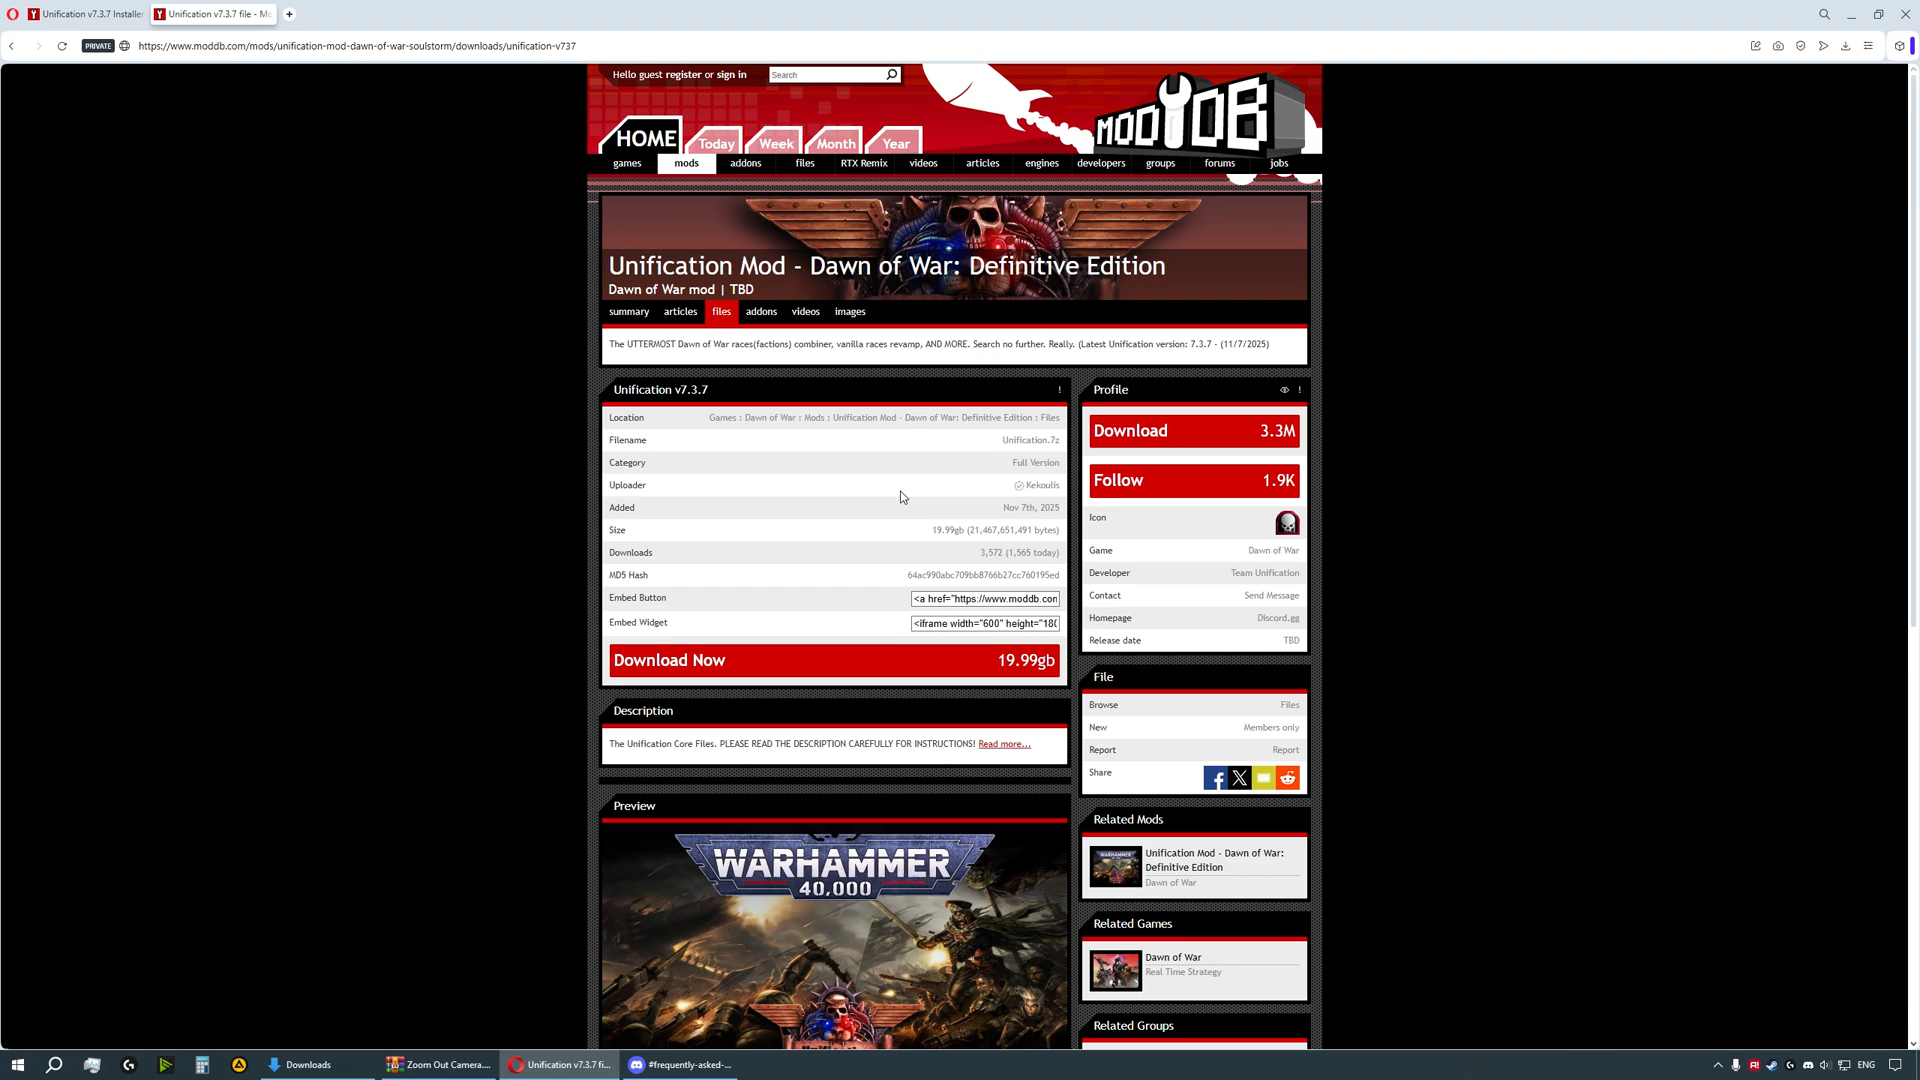 Unification v7.3.7 Installer
Unification v7.3.7 file - Mo
PRIVATE
https://www.moddb.com/mods/unification-mod-dawn-of-war-soulstorm/downloads/unification-v737
Hello guest register or sign in
Search
MODDB
HOME
Today
Week
Month
Year
games
mods
addons
files
RTX Remix
videos
articles
engines
developers
groups
forums
jobs
Unification Mod - Dawn of War: Definitive Edition
Dawn of War mod | TBD
summary
articles
files
addons
videos
images
The UTTERMOST Dawn of War races(factions) combiner, vanilla races revamp, AND MORE. Search no further. Really. (Latest Unification version: 7.3.7 - (11/7/2025)
Unification v7.3.7
!
Location
Games : Dawn of War : Mods : Unification Mod - Dawn of War: Definitive Edition : Files
Filename
Unification.7z
Category
Full Version
Uploader
Kekoulis
Added
Nov 7th, 2025
Size
19.99gb (21,467,651,491 bytes)
Downloads
3,572 (1,565 today)
MD5 Hash
64ac990abc709bb8766b27cc760195ed
Embed Button
<a href="https://www.moddb.con
Embed Widget
<iframe width="600" height="180
Download Now
19.99gb
Description
The Unification Core Files. PLEASE READ THE DESCRIPTION CAREFULLY FOR INSTRUCTIONS! Read more...
Preview
WARHAMMER
40,000
Profile
!
Download
3.3M
Follow
1.9K
Icon
Game
Dawn of War
Developer
Team Unification
Contact
Send Message
Homepage
Discord.gg
Release date
TBD
File
Browse
Files
New
Members only
Report
Report
Share
Related Mods
Unification Mod - Dawn of War:
Definitive Edition
Dawn of War
Related Games
Dawn of War
Real Time Strategy
Related Groups
Downloads
Zoom Out Camera....
Unification v7.3.7 fi...
#frequently-asked-...
ENG